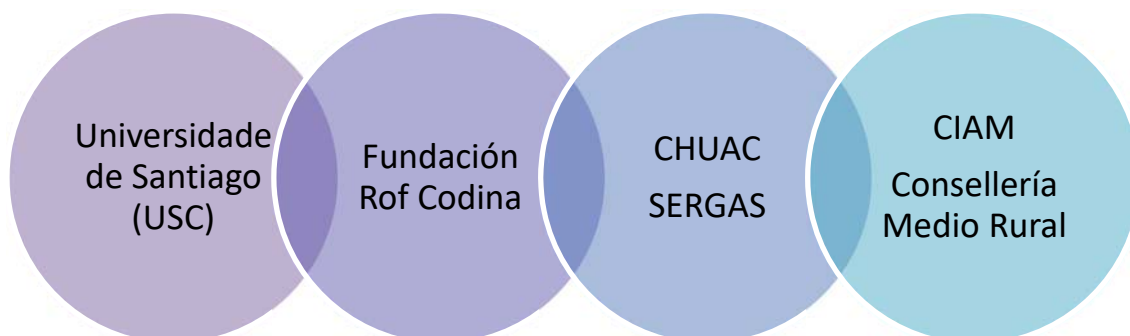 Universidade
de Santiago
(USC)
Fundación
Rof Codina
CHUAC
SERGAS
CIAM
Consellería
Medio Rural